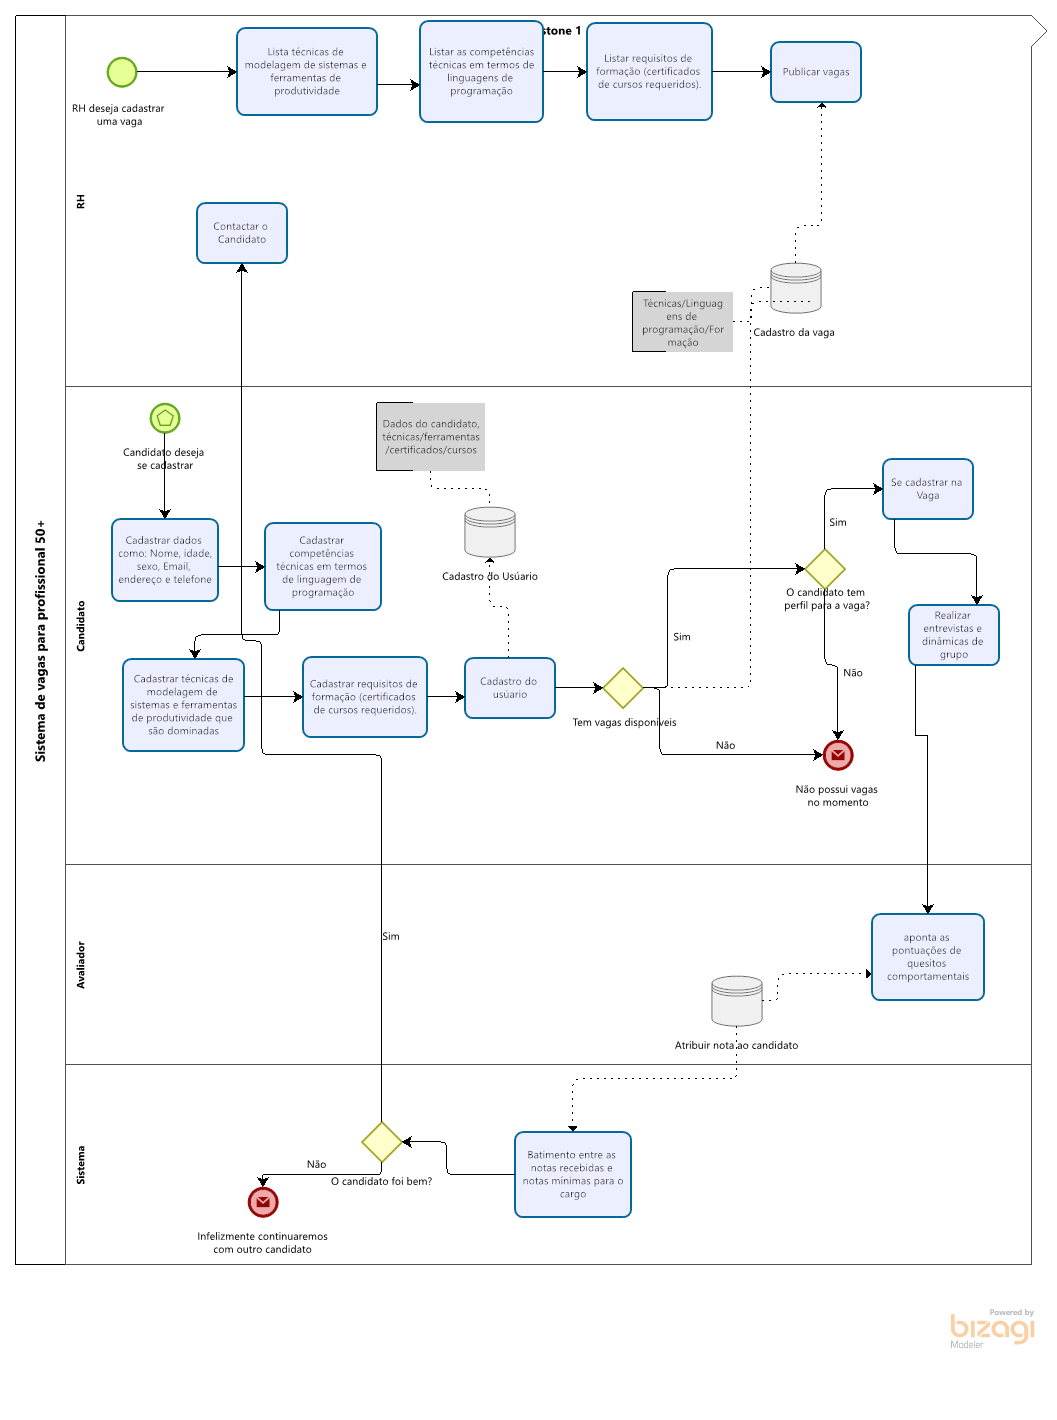 stone 1
Lista técnicas de
modelagem de sistemas e
ferramentas de
produtividade
Listar as competências
técnicas em termos de
linguagens de
programação
Listar requisitos de
formação (certificados
de cursos requeridos).
Publicar vagas
RH deseja cadastrar
uma vaga
RH
Contactar o
Candidato
Técnicas/Linguag
ens de
programação/For
mação
Cadastro da vaga
Sistema de vagas para profissional 50+
Candidato
Candidato deseja
se cadastrar
Dados do candidato,
técnicas/ferramentas
/certificados/cursos
Cadastro do Usúario
Se cadastrar na
Vaga
Sim
Cadastrar dados
como: Nome, idade,
sexo, Email,
endereço e telefone
Cadastrar
competências
técnicas em termos
de linguagem de
programação
O candidato tem
perfil para a vaga?
Realizar
entrevistas e
dinâmicas de
grupo
Sim
Não
Cadastrar técnicas de
modelagem de
sistemas e ferramentas
de produtividade que
são dominadas
Cadastrar requisitos de
formação (certificados
de cursos requeridos).
Cadastro do
usúario
Tem vagas disponiveis
Não
Não possui vagas
no momento
Avaliador
Sim
aponta as
pontuações de
quesitos
comportamentais
Atribuir nota ao candidato
Sistema
Batimento entre as
notas recebidas e
notas mínimas para o
cargo
Não
O candidato foi bem?
Infelizmente continuaremos
com outro candidato
Powered by
bizagi
Modeler